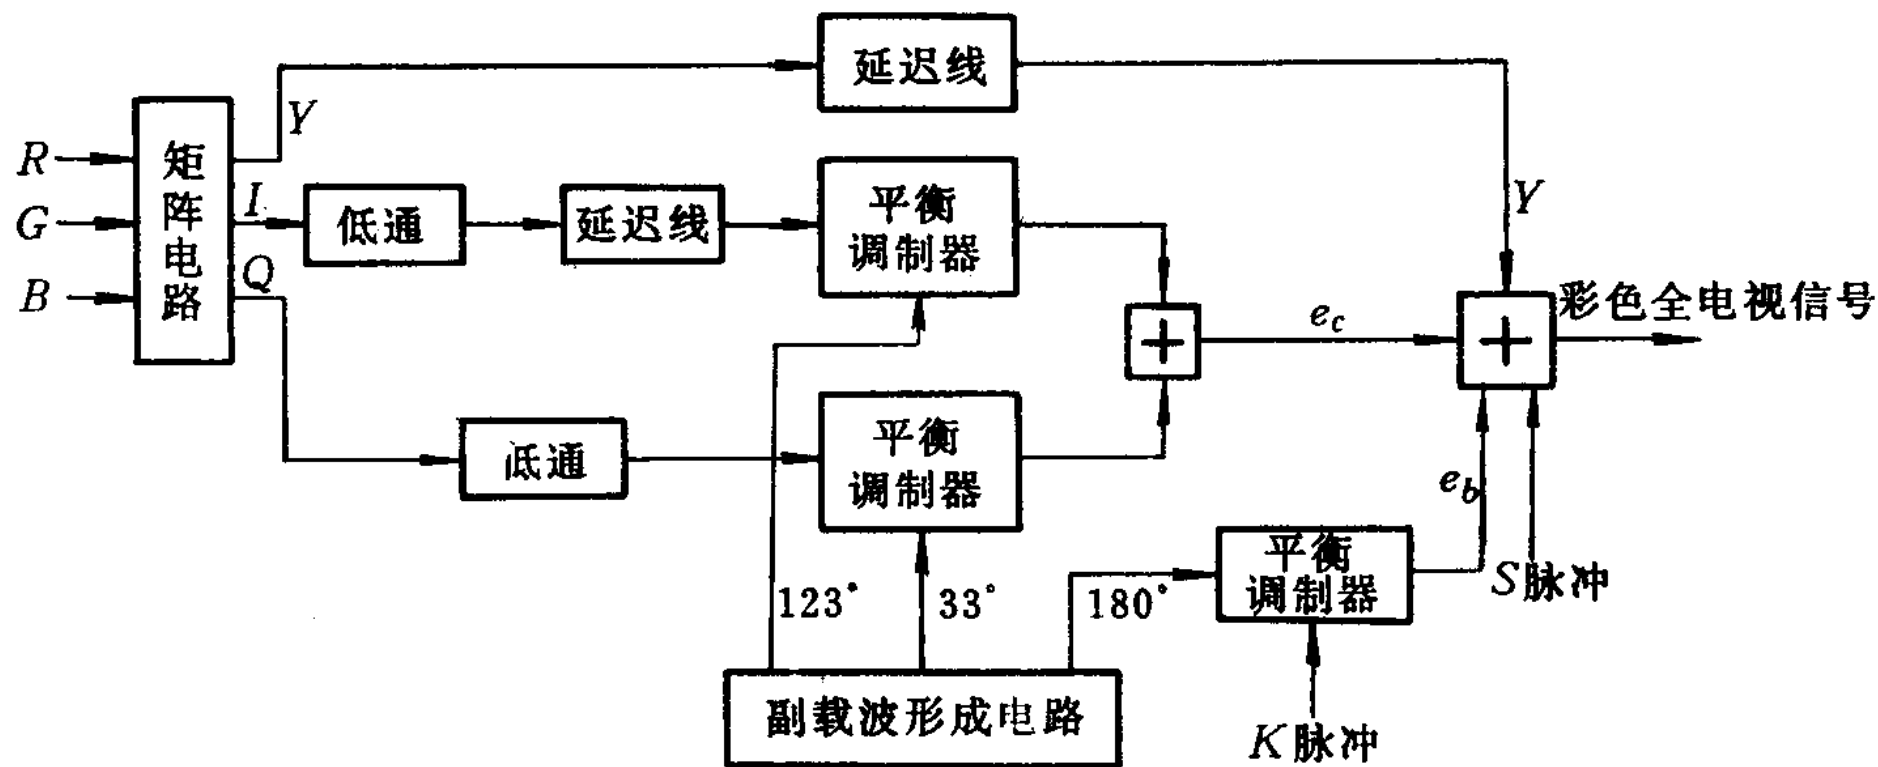 延迟线
Y
R
矩阵电路
I
低通
延迟线
平衡
调制器
Y
G
Q
B
彩色全电视信号
+
e_c
+
低通
平衡
调制器
e_b
平衡
调制器
S脉冲
123°
33°
180°
副载波形成电路
K脉冲